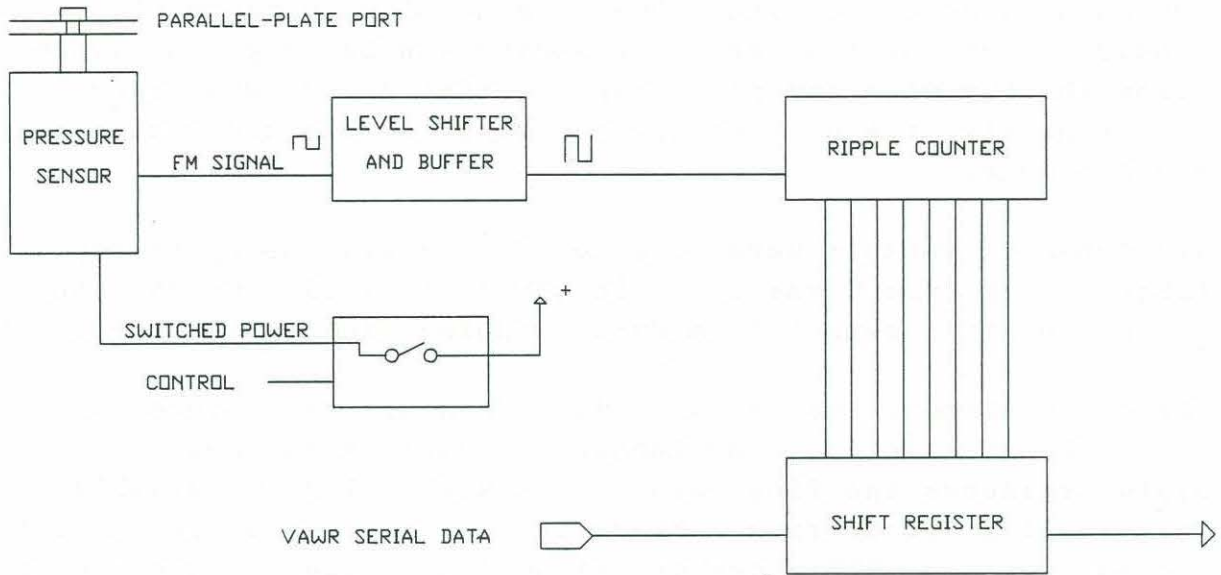 PARALLEL-PLATE PORT
PRESSURE
SENSOR
FM SIGNAL
LEVEL SHIFTER
AND BUFFER
RIPPLE COUNTER
+
SWITCHED POWER
CONTROL
VAWR SERIAL DATA
SHIFT REGISTER